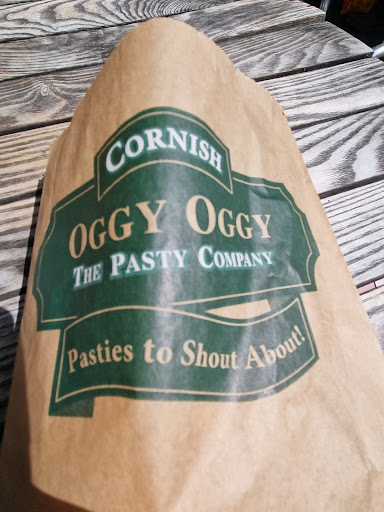 CORNISH
OGGY OGGY
THE PASTY COMPANY
Pasties to Shout About!